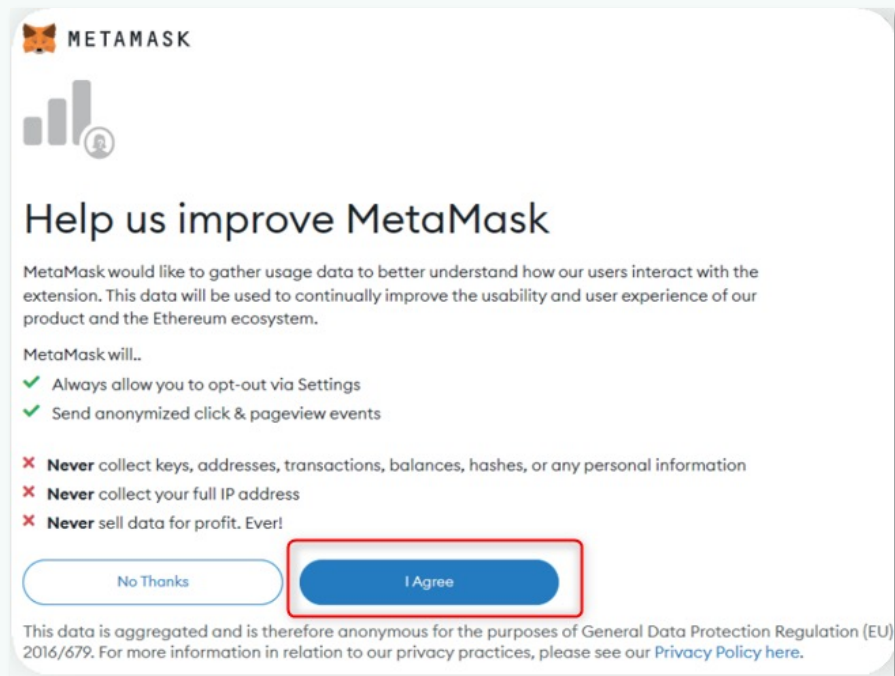 METAMASK
Help us improve MetaMask
MetaMask would like to gather usage data to better understand how our users interact with the
extension. This data will be used to continually improve the usability and user experience of our
product and the Ethereum ecosystem.
MetaMask will..
Always allow you to opt-out via Settings
Send anonymized click & pageview events
Never collect keys, addresses, transactions, balances, hashes, or any personal information
Never collect your full IP address
Never sell data for profit. Ever!
No Thanks
I Agree
This data is aggregated and is therefore anonymous for the purposes of General Data Protection Regulation (EU)
2016/679. For more information in relation to our privacy practices, please see our Privacy Policy here.